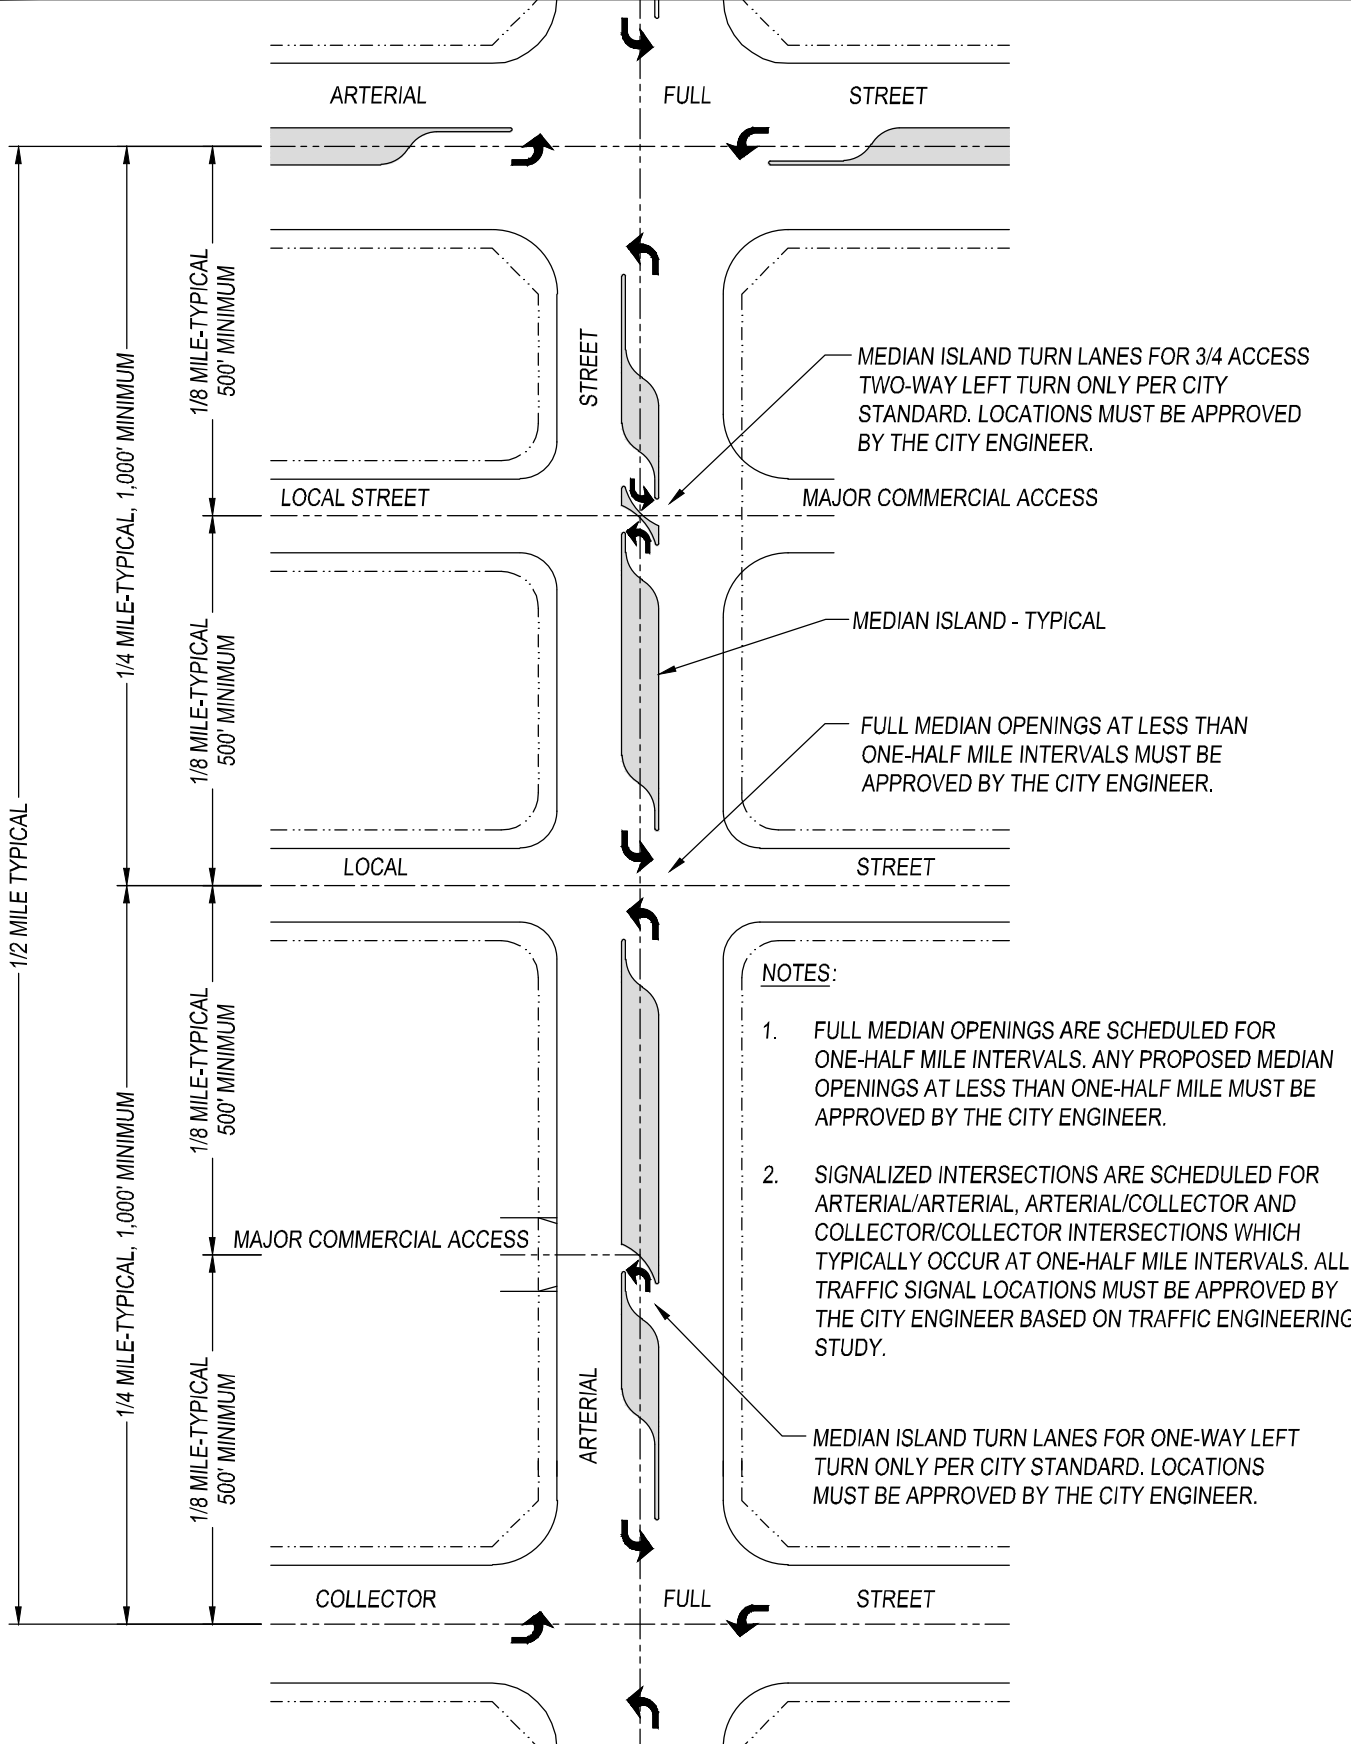 ARTERIAL
FULL
STREET
1/2 MILE TYPICAL
1/4 MILE-TYPICAL, 1,000' MINIMUM
1/8 MILE-TYPICAL
500' MINIMUM
STREET
MEDIAN ISLAND TURN LANES FOR 3/4 ACCESS
TWO-WAY LEFT TURN ONLY PER CITY
STANDARD. LOCATIONS MUST BE APPROVED
BY THE CITY ENGINEER.
LOCAL STREET
MAJOR COMMERCIAL ACCESS
1/8 MILE-TYPICAL
500' MINIMUM
MEDIAN ISLAND - TYPICAL
FULL MEDIAN OPENINGS AT LESS THAN
ONE-HALF MILE INTERVALS MUST BE
APPROVED BY THE CITY ENGINEER.
LOCAL
STREET
1/4 MILE-TYPICAL, 1,000' MINIMUM
1/8 MILE-TYPICAL
500' MINIMUM
NOTES:
1. FULL MEDIAN OPENINGS ARE SCHEDULED FOR
ONE-HALF MILE INTERVALS. ANY PROPOSED MEDIAN
OPENINGS AT LESS THAN ONE-HALF MILE MUST BE
APPROVED BY THE CITY ENGINEER.
2. SIGNALIZED INTERSECTIONS ARE SCHEDULED FOR
ARTERIAL/ARTERIAL, ARTERIAL/COLLECTOR AND
COLLECTOR/COLLECTOR INTERSECTIONS WHICH
TYPICALLY OCCUR AT ONE-HALF MILE INTERVALS. ALL
TRAFFIC SIGNAL LOCATIONS MUST BE APPROVED BY
THE CITY ENGINEER BASED ON TRAFFIC ENGINEERING
STUDY.
MAJOR COMMERCIAL ACCESS
1/8 MILE-TYPICAL
500' MINIMUM
ARTERIAL
MEDIAN ISLAND TURN LANES FOR ONE-WAY LEFT
TURN ONLY PER CITY STANDARD. LOCATIONS
MUST BE APPROVED BY THE CITY ENGINEER.
COLLECTOR
FULL
STREET